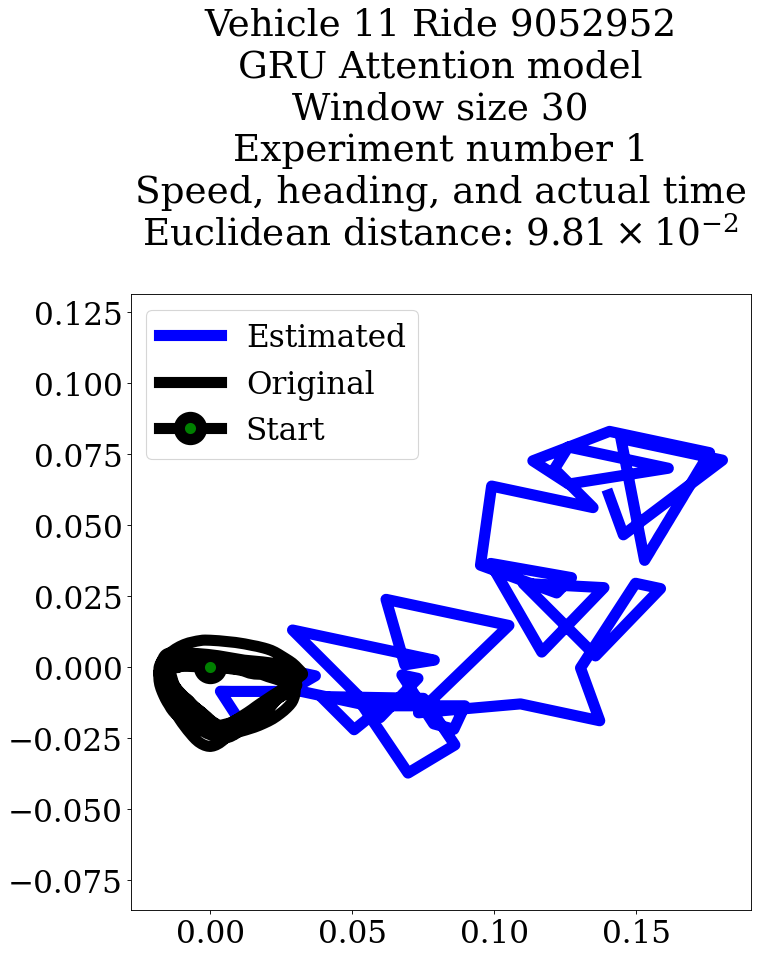 Vehicle 11 Ride 9052952
GRU Attention model
Window size 30
Experiment number 1
Speed, heading, and actual time
Euclidean distance: 9.81 × 10⁻²
0.125
0.100
0.075
0.050
0.025
0.000
−0.025
−0.050
−0.075
Estimated
Original
Start
0.00 0.05 0.10 0.15